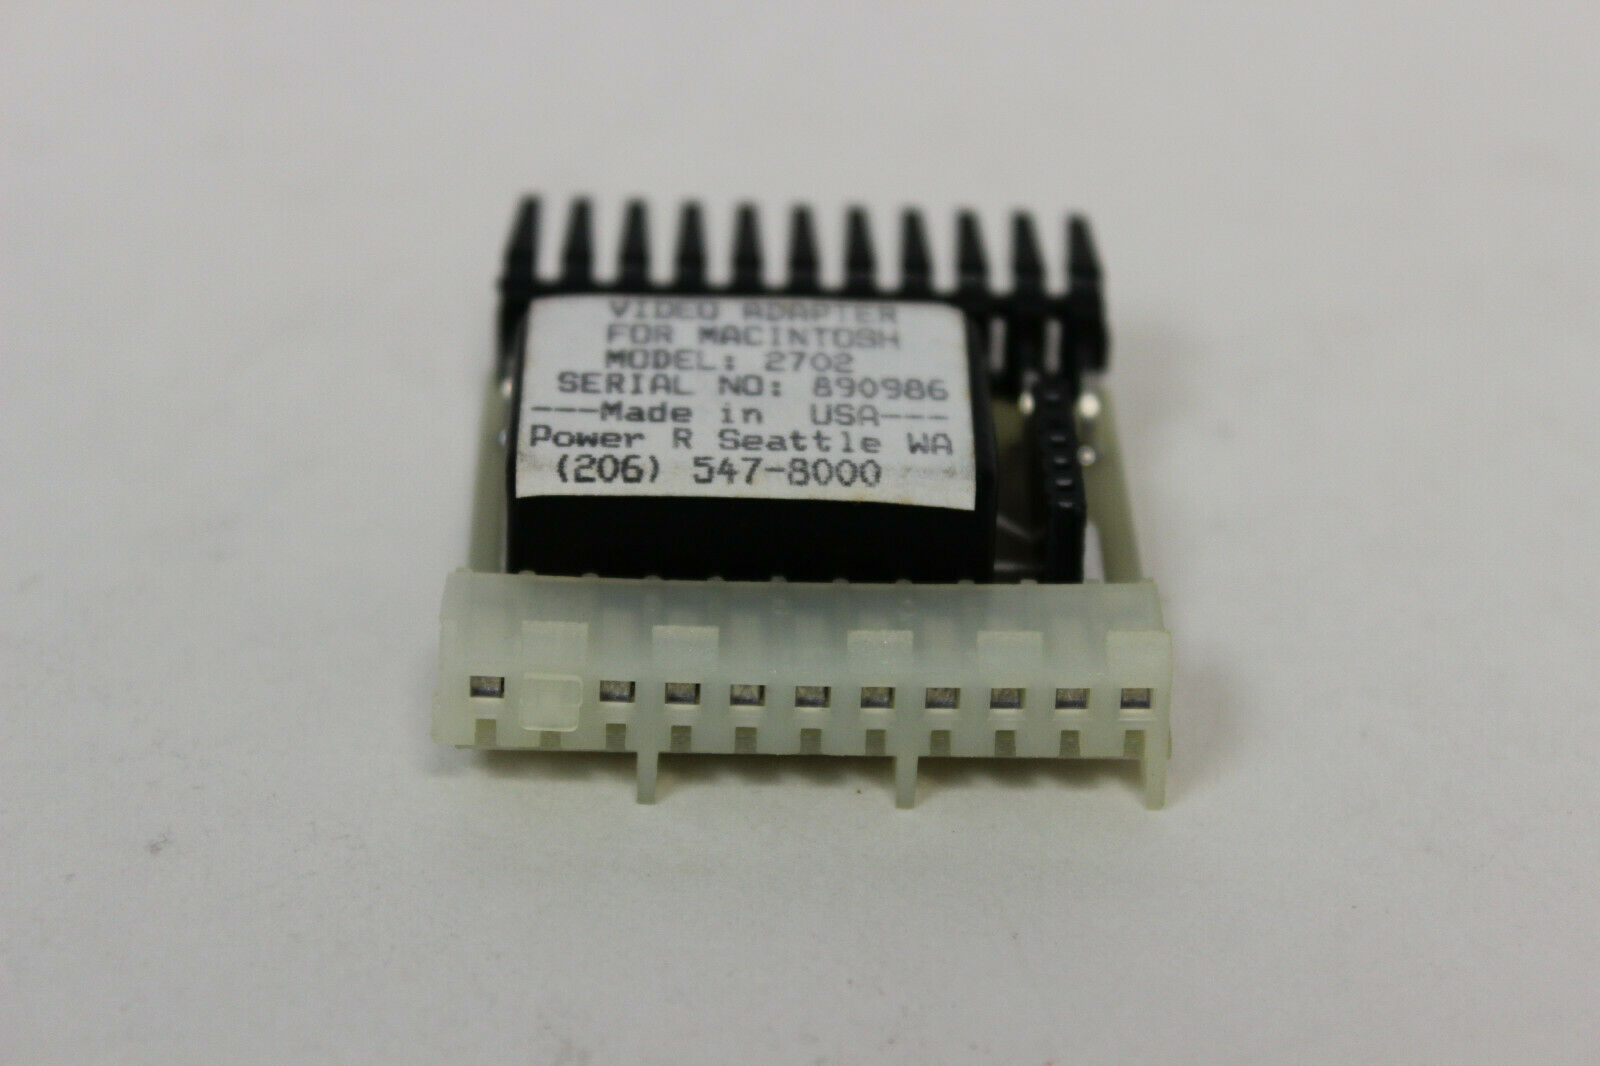 VIDEO ADAPTER
FOR MACINTOSH
MODEL: 2702
SERIAL NO: 890986
---Made in USA---
Power R Seattle WA
(206) 547-8000